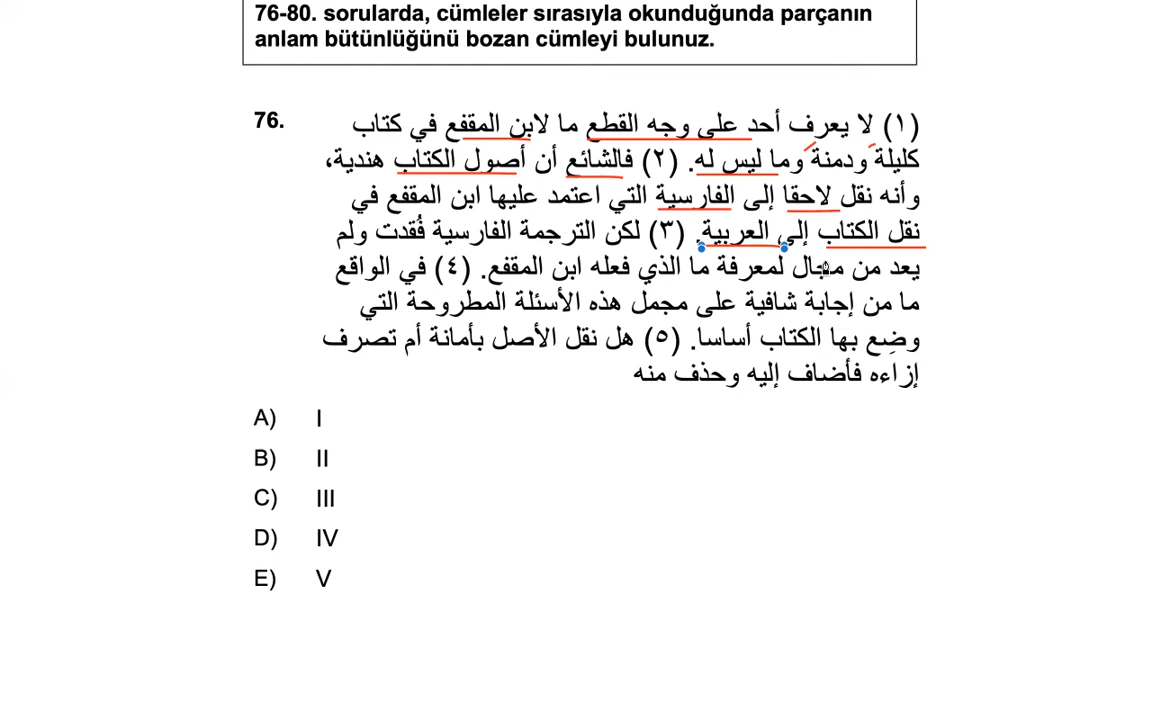 76-80. sorularda, cümleler sırasıyla okunduğunda parçanın
anlam bütünlüğünü bozan cümleyi bulunuz.
76.
(١) لا يعرف أحد على وجه القطع ما لابن المقفع في كتاب
كليلة ودمنة وما ليس له. (٢) فالشائع أن أصول الكتاب هندية،
وأنه نقل لاحقا إلى الفارسية التي اعتمد عليها ابن المقفع في
نقل الكتاب إلى العربية. (٣) لكن الترجمة الفارسية فُقدت ولم
يعد من مجال لمعرفة ما الذي فعله ابن المقفع. (٤) في الواقع
ما من إجابة شافية على مجمل هذه الأسئلة المطروحة التي
وضِع بها الكتاب أساسا. (٥) هل نقل الأصل بأمانة أم تصرف
إزاءه فأضاف إليه وحذف منه
A) I
B) II
C) III
D) IV
E) V